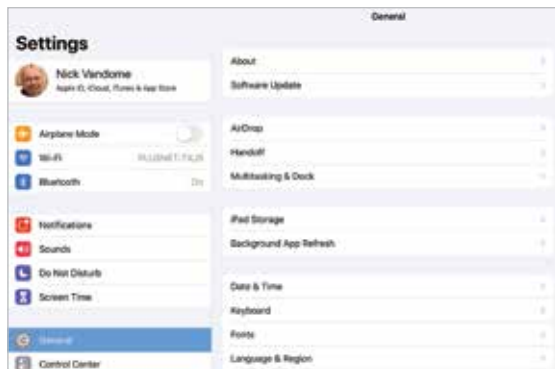 General
Settings
Nick Vendome
Apple ID, iCloud, iTunes & App Store
Airplane Mode
Wi-Fi
Bluetooth
On
Notifications
Sounds
Do Not Disturb
Screen Time
General
Control Center
About
Software Update
AirDrop
Handoff
Multitasking & Dock
iPad Storage
Background App Refresh
Date & Time
Keyboard
Fonts
Language & Region